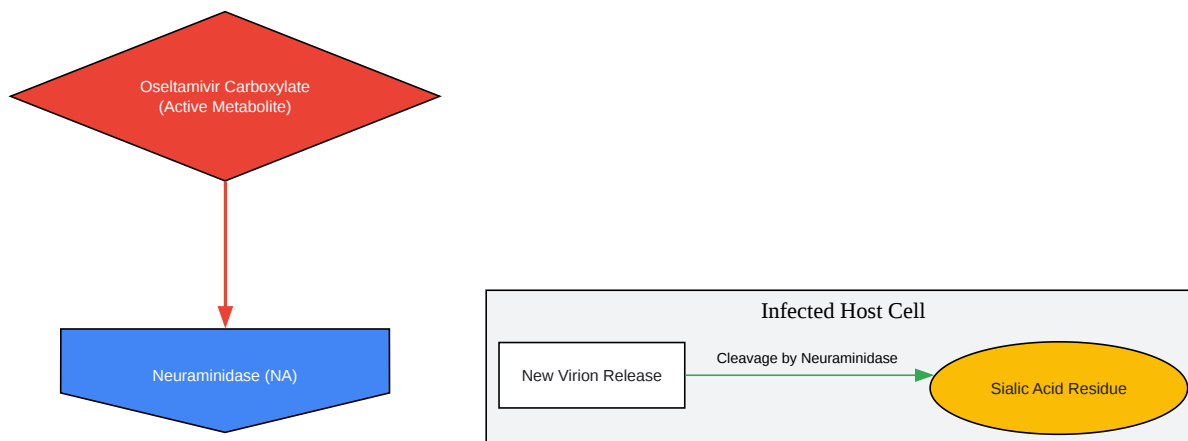 Oseltamivir Carboxylate
(Active Metabolite)
Neuraminidase (NA)
Infected Host Cell
New Virion Release
Cleavage by Neuraminidase
Sialic Acid Residue